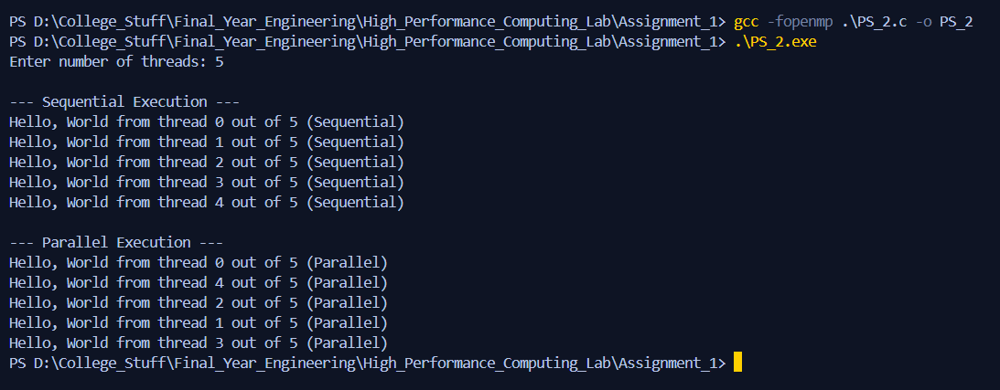 PS D:\College_Stuff\Final_Year_Engineering\High_Performance_Computing_Lab\Assignment_1> gcc -fopenmp .\PS_2.c -o PS_2
PS D:\College_Stuff\Final_Year_Engineering\High_Performance_Computing_Lab\Assignment_1> .\PS_2.exe
Enter number of threads: 5
--- Sequential Execution ---
Hello, World from thread 0 out of 5 (Sequential)
Hello, World from thread 1 out of 5 (Sequential)
Hello, World from thread 2 out of 5 (Sequential)
Hello, World from thread 3 out of 5 (Sequential)
Hello, World from thread 4 out of 5 (Sequential)
--- Parallel Execution ---
Hello, World from thread 0 out of 5 (Parallel)
Hello, World from thread 4 out of 5 (Parallel)
Hello, World from thread 2 out of 5 (Parallel)
Hello, World from thread 1 out of 5 (Parallel)
Hello, World from thread 3 out of 5 (Parallel)
PS D:\College_Stuff\Final_Year_Engineering\High_Performance_Computing_Lab\Assignment_1>